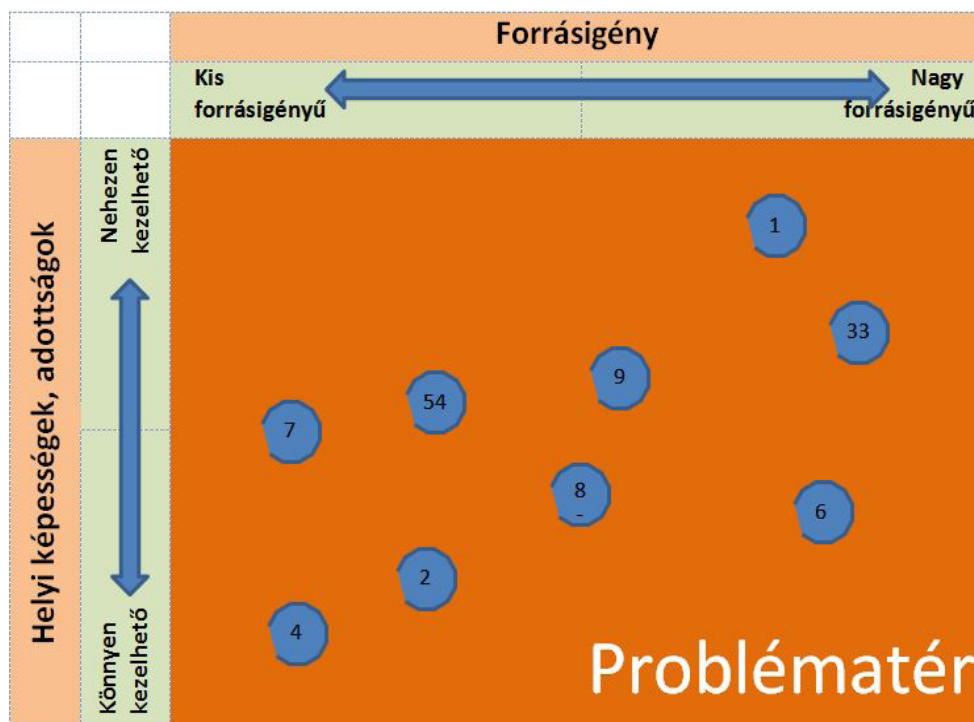 Forrásigény
Kis
forrásigényű
Nagy
forrásigényű
Helyi képességek, adottságok
Nehezen
kezelhető
Könnyen
kezelhető
1
33
9
54
7
8
-
6
2
4
Problématér